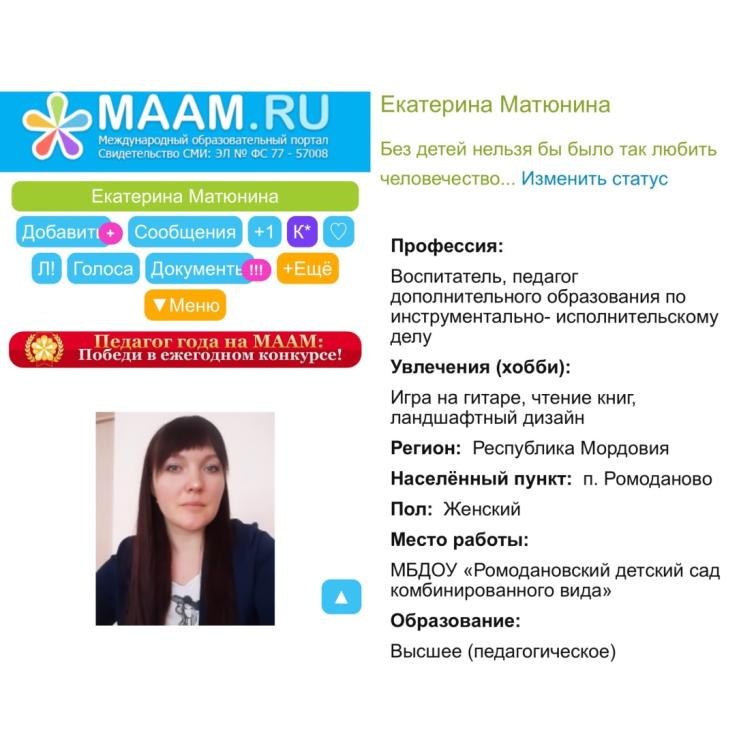 MAAM.RU
Международный образовательный портал
Свидетельство СМИ: ЭЛ № ФС 77 - 57008
Екатерина Матюнина
Добавить +
Сообщения
+1
К*
♡
Л!
Голоса
Документы !!!
+Ещё
▼Меню
Педагог года на МААМ:
Победи в ежегодном конкурсе!
▲
Екатерина Матюнина
Без детей нельзя бы было так любить
человечество... Изменить статус
Профессия:
Воспитатель, педагог
дополнительного образования по
инструментально- исполнительскому
делу
Увлечения (хобби):
Игра на гитаре, чтение книг,
ландшафтный дизайн
Регион: Республика Мордовия
Населённый пункт: п. Ромоданово
Пол: Женский
Место работы:
МБДОУ «Ромодановский детский сад
комбинированного вида»
Образование:
Высшее (педагогическое)